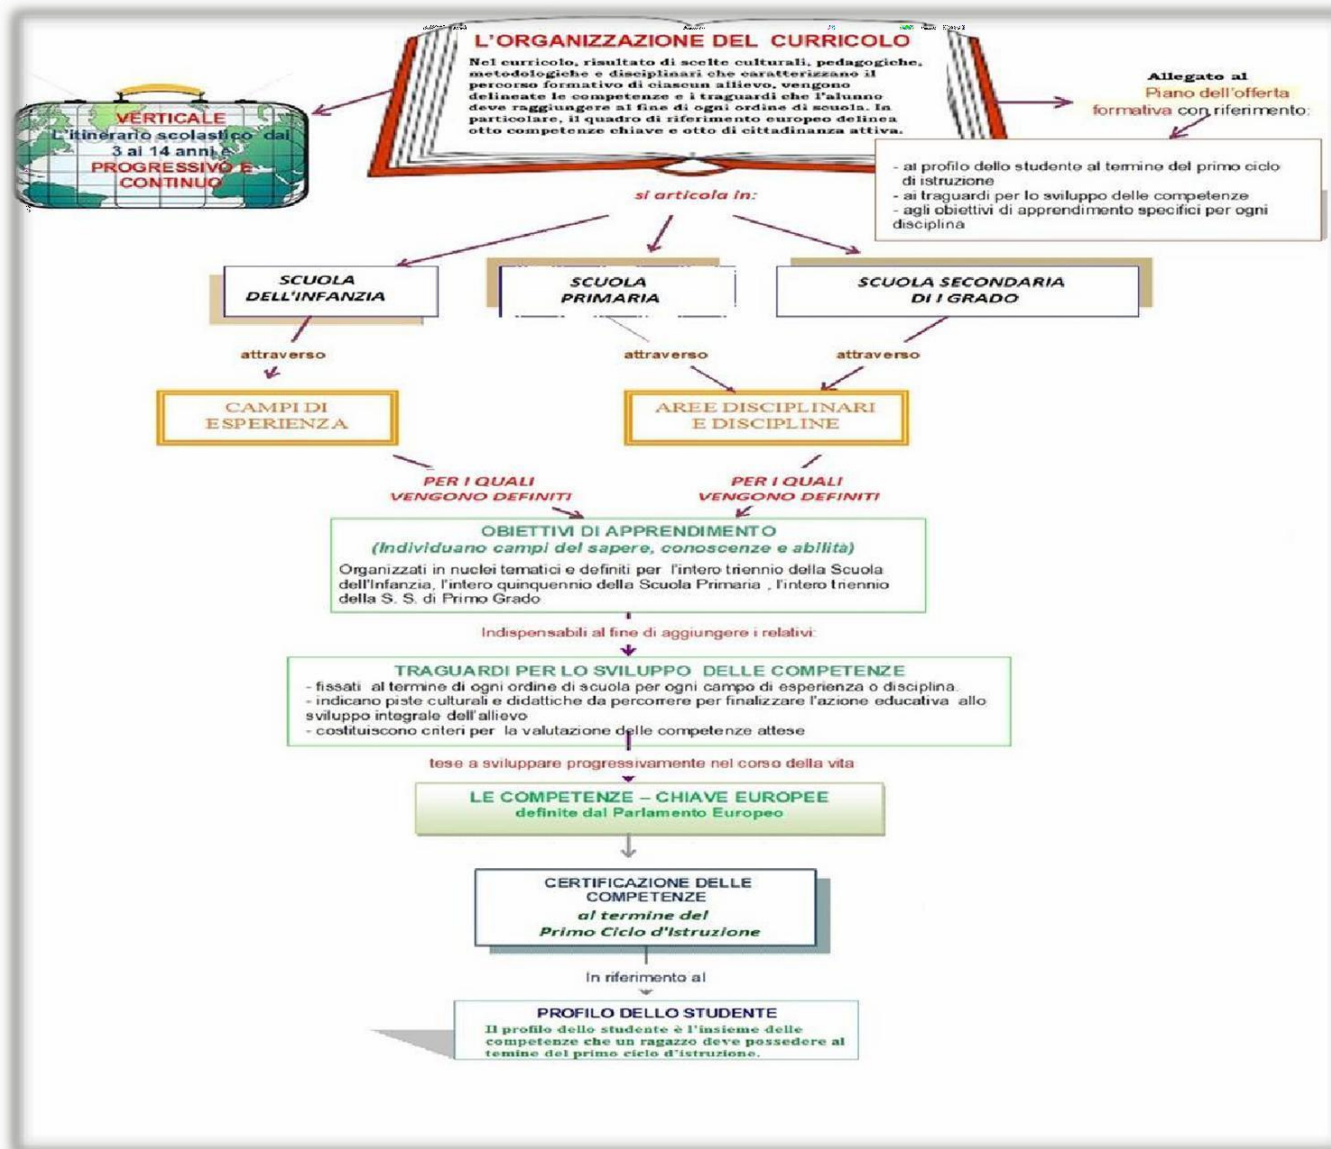 L'ORGANIZZAZIONE DEL CURRICOLO
Nel curricolo, risultato di scelte culturali, pedagogiche,
metodologiche e disciplinari che caratterizzano il
percorso formativo di ciascun allievo, vengono
delineate le competenze e i traguardi che l'alunno
deve raggiungere al fine di ogni ordine di scuola. In
particolare, il quadro di riferimento europeo delinea
otto competenze chiave e otto di cittadinanza attiva.
VERTICALE
L'itinerario scolastico dai
3 ai 14 anni è
PROGRESSIVO E
CONTINUO
Allegato al
Piano dell'offerta
formativa con riferimento:
- al profilo dello studente al termine del primo ciclo
di istruzione
- ai traguardi per lo sviluppo delle competenze
- agli obiettivi di apprendimento specifici per ogni
disciplina
si articola in:
SCUOLA
DELL'INFANZIA
SCUOLA
PRIMARIA
SCUOLA SECONDARIA
DI I GRADO
attraverso
attraverso
attraverso
CAMPI DI
ESPERIENZA
AREE DISCIPLINARI
E DISCIPLINE
PER I QUALI
VENGONO DEFINITI
PER I QUALI
VENGONO DEFINITI
OBIETTIVI DI APPRENDIMENTO
(Individuano campi del sapere, conoscenze e abilità)
Organizzati in nuclei tematici e definiti per l'intero triennio della Scuola
dell'Infanzia, l'intero quinquennio della Scuola Primaria , l'intero triennio
della S. S. di Primo Grado
Indispensabili al fine di aggiungere i relativi:
TRAGUARDI PER LO SVILUPPO DELLE COMPETENZE
- fissati al termine di ogni ordine di scuola per ogni campo di esperienza o disciplina.
- indicano piste culturali e didattiche da percorrere per finalizzare l'azione educativa allo
sviluppo integrale dell'allievo
- costituiscono criteri per la valutazione delle competenze attese
tese a sviluppare progressivamente nel corso della vita
LE COMPETENZE – CHIAVE EUROPEE
definite dal Parlamento Europeo
CERTIFICAZIONE DELLE
COMPETENZE
al termine del
Primo Ciclo d'Istruzione
In riferimento al
PROFILO DELLO STUDENTE
Il profilo dello studente è l'insieme delle
competenze che un ragazzo deve possedere al
temine del primo ciclo d'istruzione.